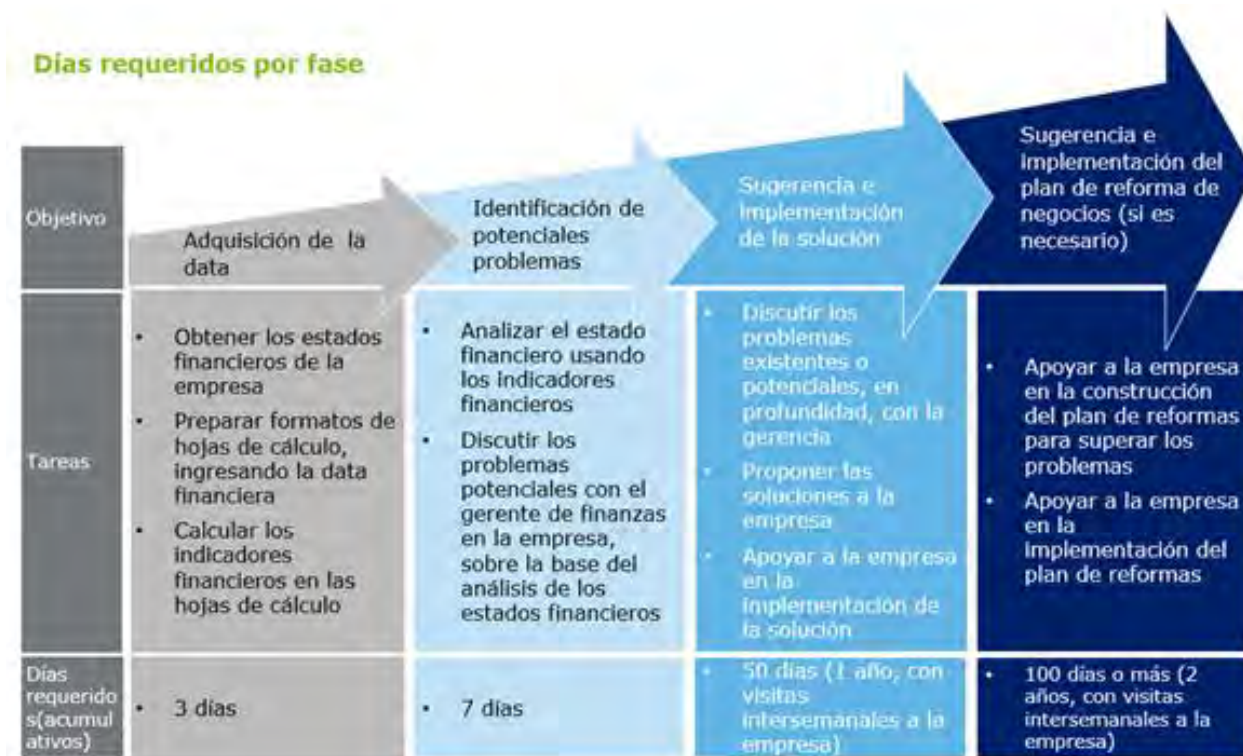 Días requeridos por fase
Objetivo
Adquisición de la
data
Identificación de
potenciales
problemas
Sugerencia e
implementación
de la solución
Sugerencia e
implementación del
plan de reforma de
negocios (si es
necesario)
Tareas
• Obtener los estados
financieros de la
empresa
• Preparar formatos de
hojas de cálculo,
ingresando la data
financiera
• Calcular los
indicadores
financieros en las
hojas de cálculo
• Analizar el estado
financiero usando
los indicadores
financieros
• Discutir los
problemas
potenciales con el
gerente de finanzas
en la empresa,
sobre la base del
análisis de los
estados financieros
• Discutir los
problemas
existentes o
potenciales, en
profundidad, con la
gerencia
• Proponer las
soluciones a la
empresa
• Apoyar a la empresa
en la
implementación de
la solución
• Apoyar a la empresa
en la construcción
del plan de reformas
para superar los
problemas
• Apoyar a la empresa
en la
implementación del
plan de reformas
Días
requerido
s(acumul
ativos)
• 3 días
• 7 días
• 50 días (1 año, con
visitas
intersemanales a la
empresa)
• 100 días o más (2
años, con visitas
intersemanales a la
empresa)